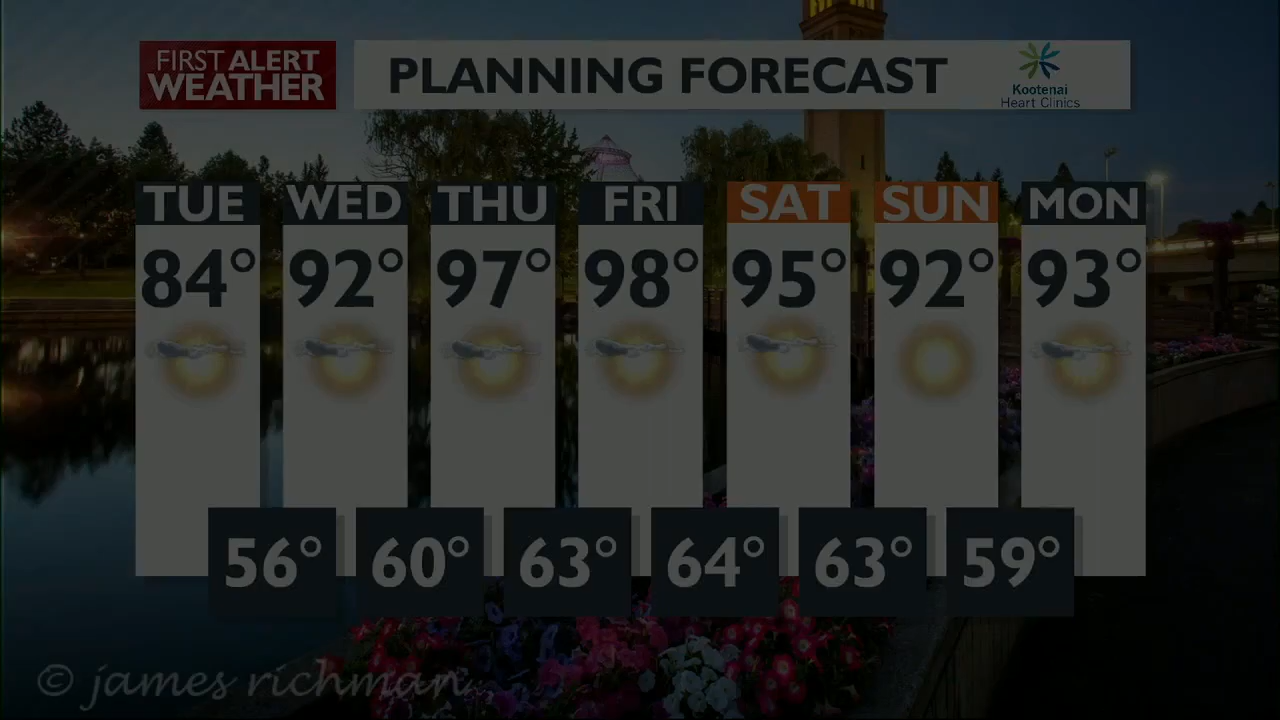 FIRST ALERT
WEATHER
PLANNING FORECAST
Kootenai
Heart Clinics
TUE WED THU FRI SAT SUN MON
84° 92° 97° 98° 95° 92° 93°
56° 60° 63° 64° 63° 59°
© james richman